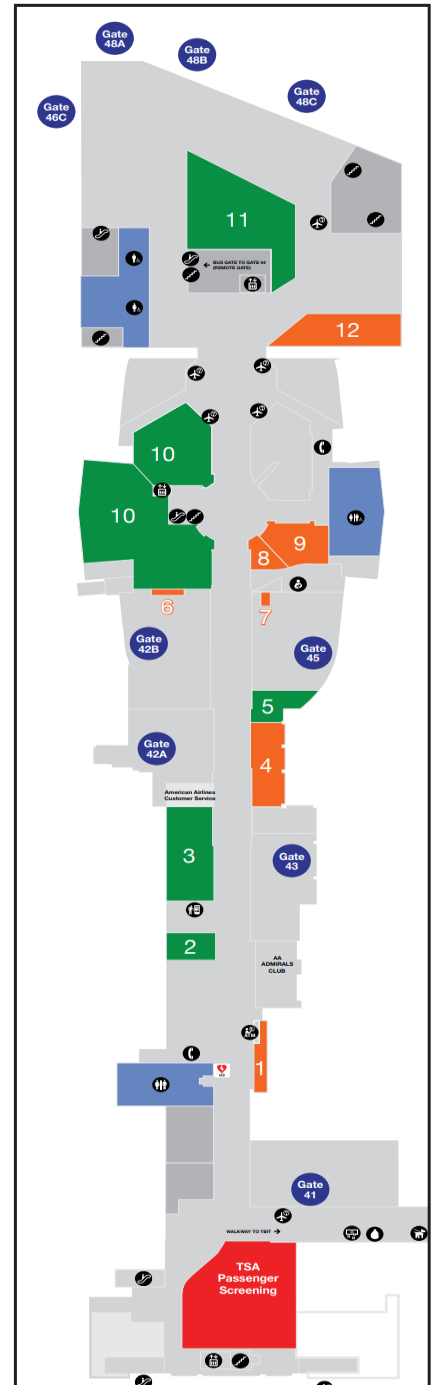 Gate
48A
Gate
48B
Gate
48C
Gate
46C
11
← BUS GATE TO GATE 44
(REMOTE GATE)
12
10
10
9
8
6
7
Gate
42B
Gate
45
5
Gate
42A
4
American Airlines
Customer Service
3
Gate
43
2
AA
ADMIRALS
CLUB
ATM
1
Gate
41
WALKWAY TO TBIT →
TSA
Passenger
Screening